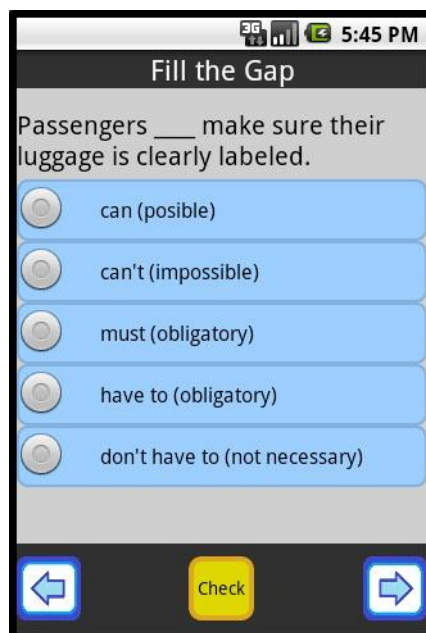 3G 5:45 PM
Fill the Gap
Passengers ___ make sure their
luggage is clearly labeled.
can (posible)
can't (impossible)
must (obligatory)
have to (obligatory)
don't have to (not necessary)
Check